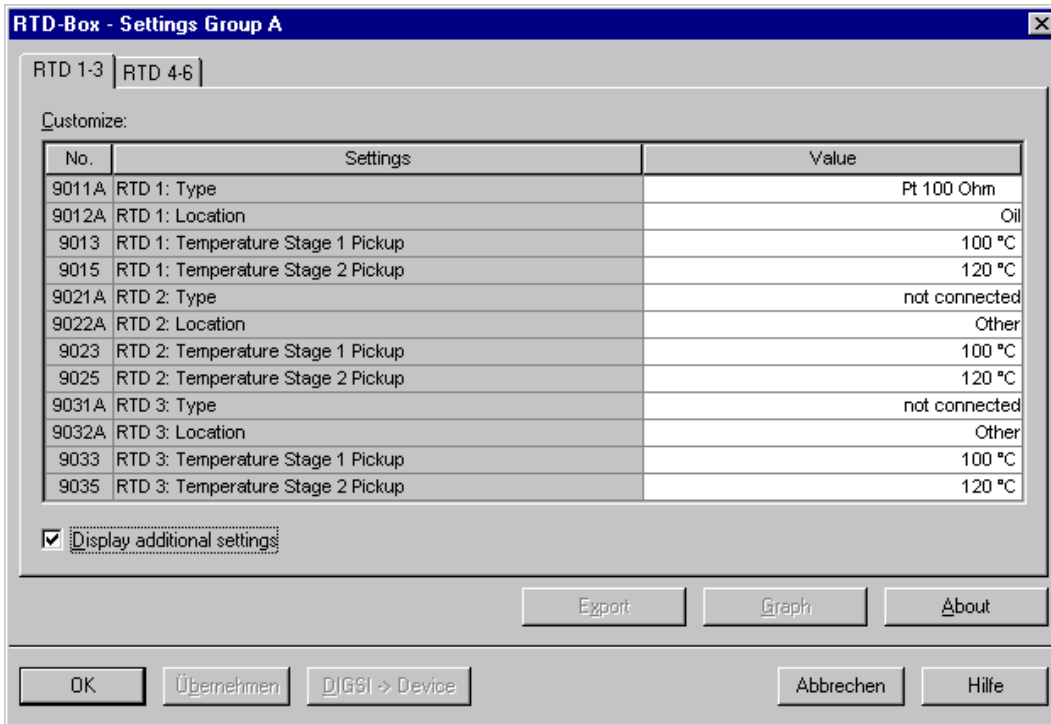 RTD-Box - Settings Group A
RTD 1-3 RTD 4-6
Customize:
No. Settings Value
9011A RTD 1: Type Pt 100 Ohm
9012A RTD 1: Location Oil
9013 RTD 1: Temperature Stage 1 Pickup 100 °C
9015 RTD 1: Temperature Stage 2 Pickup 120 °C
9021A RTD 2: Type not connected
9022A RTD 2: Location Other
9023 RTD 2: Temperature Stage 1 Pickup 100 °C
9025 RTD 2: Temperature Stage 2 Pickup 120 °C
9031A RTD 3: Type not connected
9032A RTD 3: Location Other
9033 RTD 3: Temperature Stage 1 Pickup 100 °C
9035 RTD 3: Temperature Stage 2 Pickup 120 °C
Display additional settings
Export Graph About
OK Übernehmen DIGSI -> Device Abbrechen Hilfe